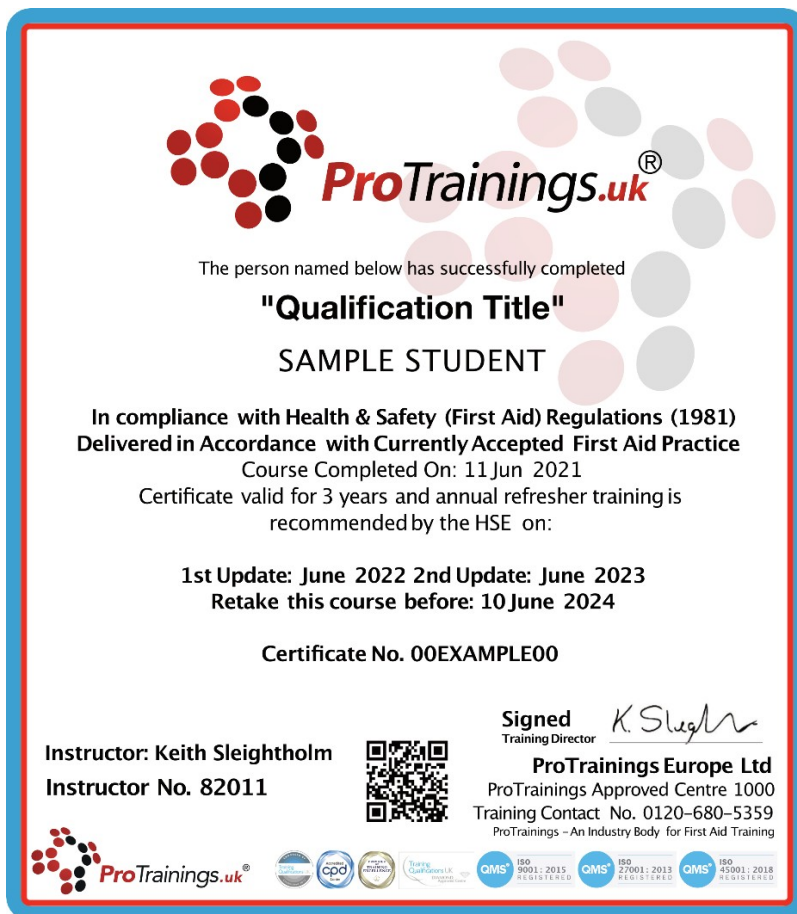 ProTrainings.uk®
The person named below has successfully completed
"Qualification Title"
SAMPLE STUDENT
In compliance with Health & Safety (First Aid) Regulations (1981)
Delivered in Accordance with Currently Accepted First Aid Practice
Course Completed On: 11 Jun 2021
Certificate valid for 3 years and annual refresher training is
recommended by the HSE on:
1st Update: June 2022 2nd Update: June 2023
Retake this course before: 10 June 2024
Certificate No. 00EXAMPLE00
Instructor: Keith Sleightholm
Instructor No. 82011
Signed
Training Director
ProTrainings Europe Ltd
ProTrainings Approved Centre 1000
Training Contact No. 0120-680-5359
ProTrainings - An Industry Body for First Aid Training
ProTrainings.uk®
cpd
Training
Qualifications UK
QMS
ISO
9001 : 2015
REGISTERED
QMS
ISO
27001 : 2013
REGISTERED
QMS
ISO
45001 : 2018
REGISTERED